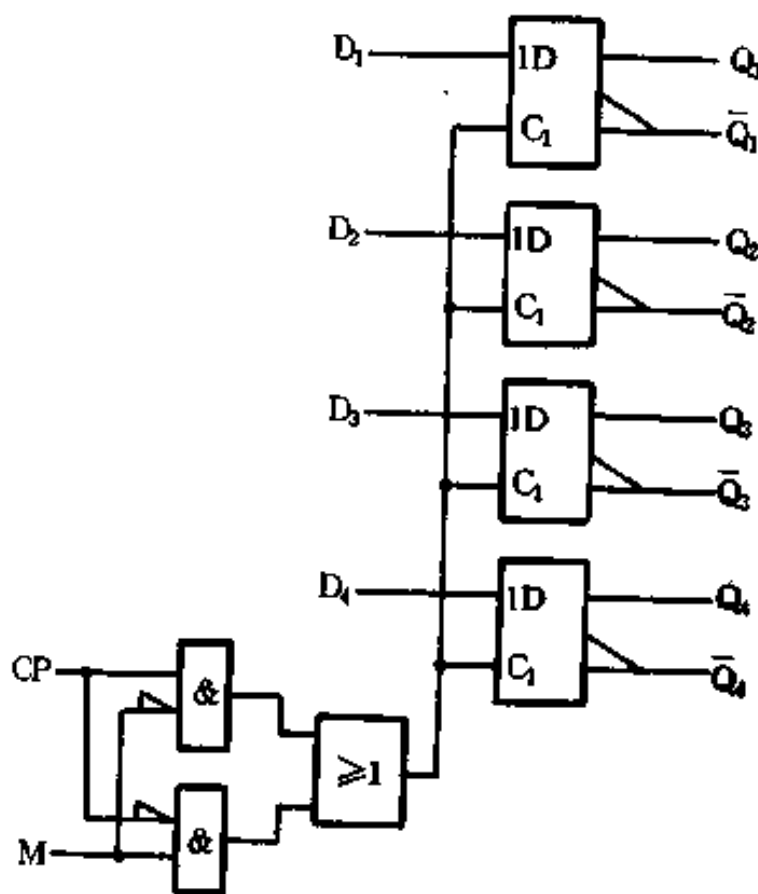 D₁ 1D Q₁
C₁ Q̄₁
D₂ 1D Q₂
C₁ Q̄₂
D₃ 1D Q₃
C₁ Q̄₃
D₄ 1D Q₄
C₁ Q̄₄
CP &
≥1
M &